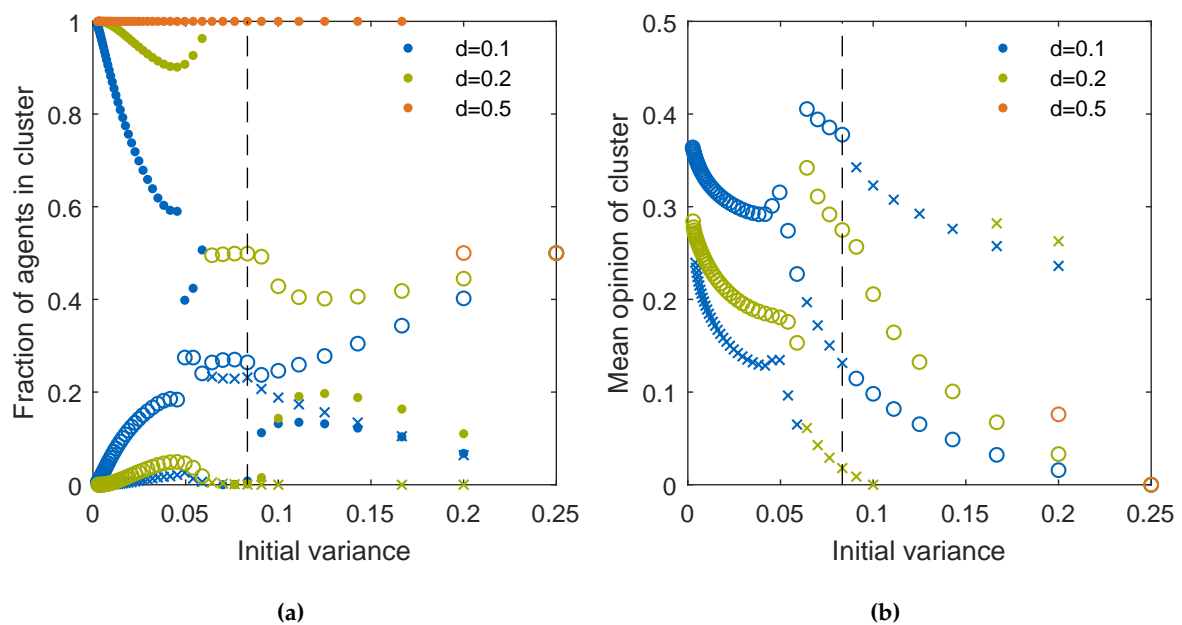 1
0.8
0.6
0.4
0.2
0
Fraction of agents in cluster
0
0.05
0.1
0.15
0.2
0.25
Initial variance
d=0.1
d=0.2
d=0.5
(a)
0.5
0.4
0.3
0.2
0.1
0
Mean opinion of cluster
0
0.05
0.1
0.15
0.2
0.25
Initial variance
d=0.1
d=0.2
d=0.5
(b)